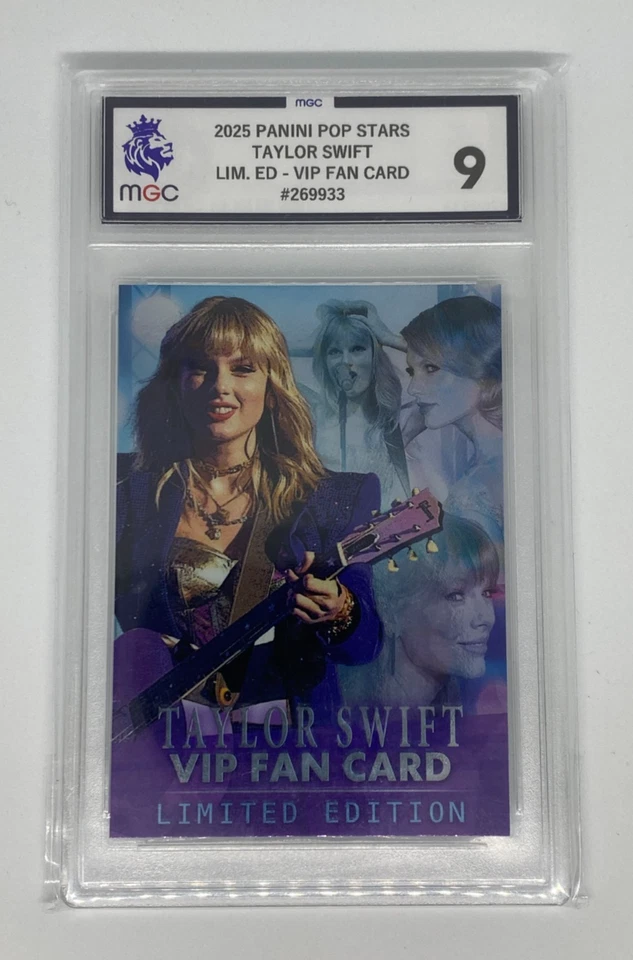 MGC
2025 PANINI POP STARS
TAYLOR SWIFT
LIM. ED - VIP FAN CARD
#269933
MGC
9
TAYLOR SWIFT
VIP FAN CARD
LIMITED EDITION